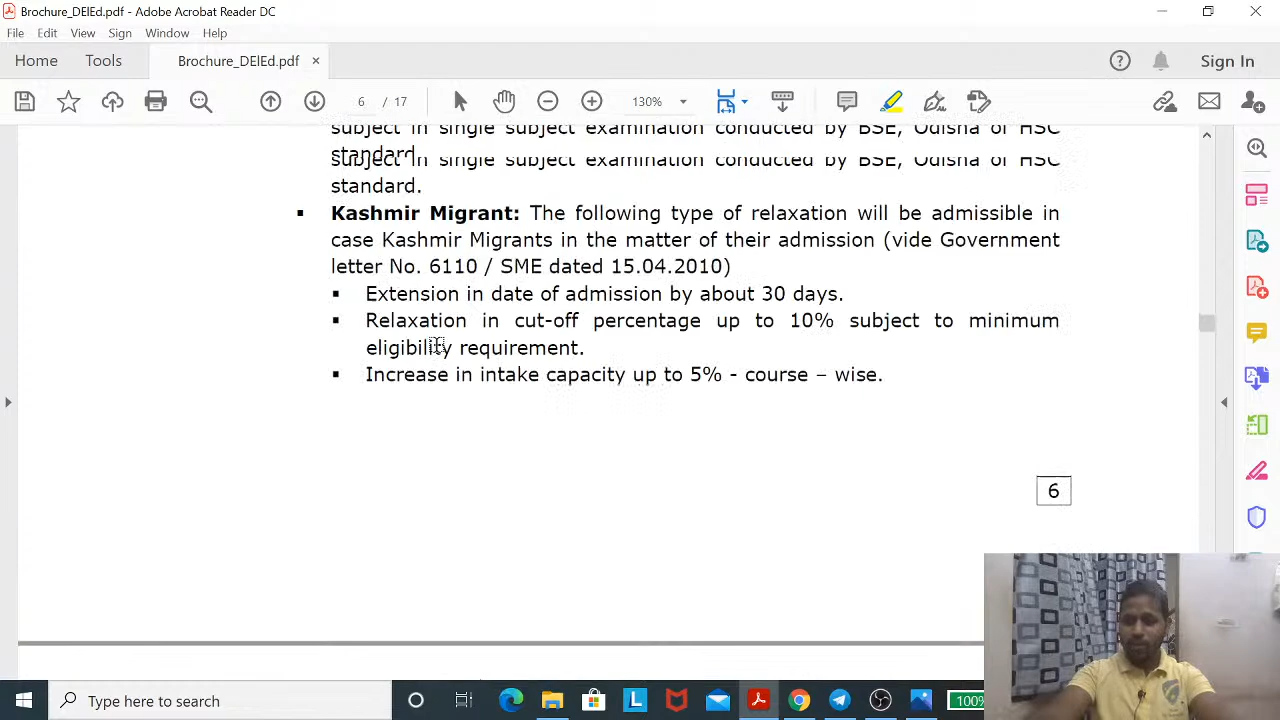 Brochure_DElEd.pdf - Adobe Acrobat Reader DC
File Edit View Sign Window Help
Home Tools Brochure_DElEd.pdf × Sign In
6 / 17 130%
subject in single subject examination conducted by BSE, Odisha of HSC
standard.
subject in single subject examination conducted by BSE, Odisha of HSC
standard.
▪ Kashmir Migrant: The following type of relaxation will be admissible in
case Kashmir Migrants in the matter of their admission (vide Government
letter No. 6110 / SME dated 15.04.2010)
▪ Extension in date of admission by about 30 days.
▪ Relaxation in cut-off percentage up to 10% subject to minimum
eligibility requirement.
▪ Increase in intake capacity up to 5% - course – wise.
6
Type here to search
L
100%